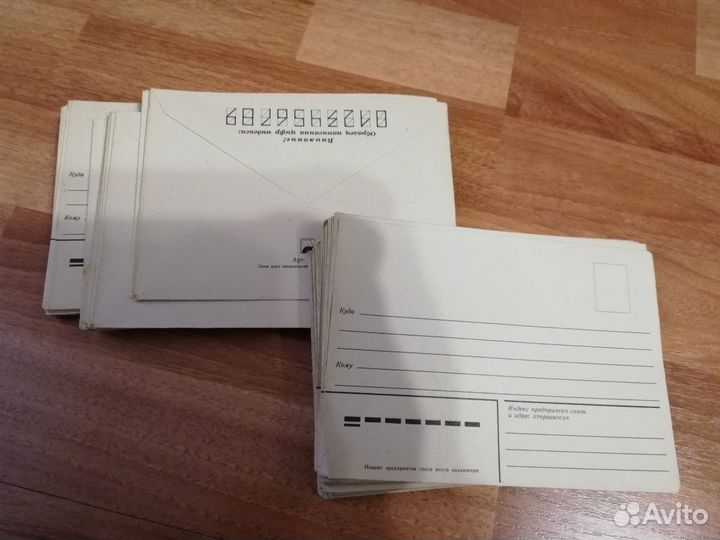 Внимание!
Образец написания цифр индекса:
0123456789
Куда
Кому
Арт.
Куда
Кому
Индекс предприятия связи
и адрес отправителя
Индекс предприятия связи места назначения
Avito